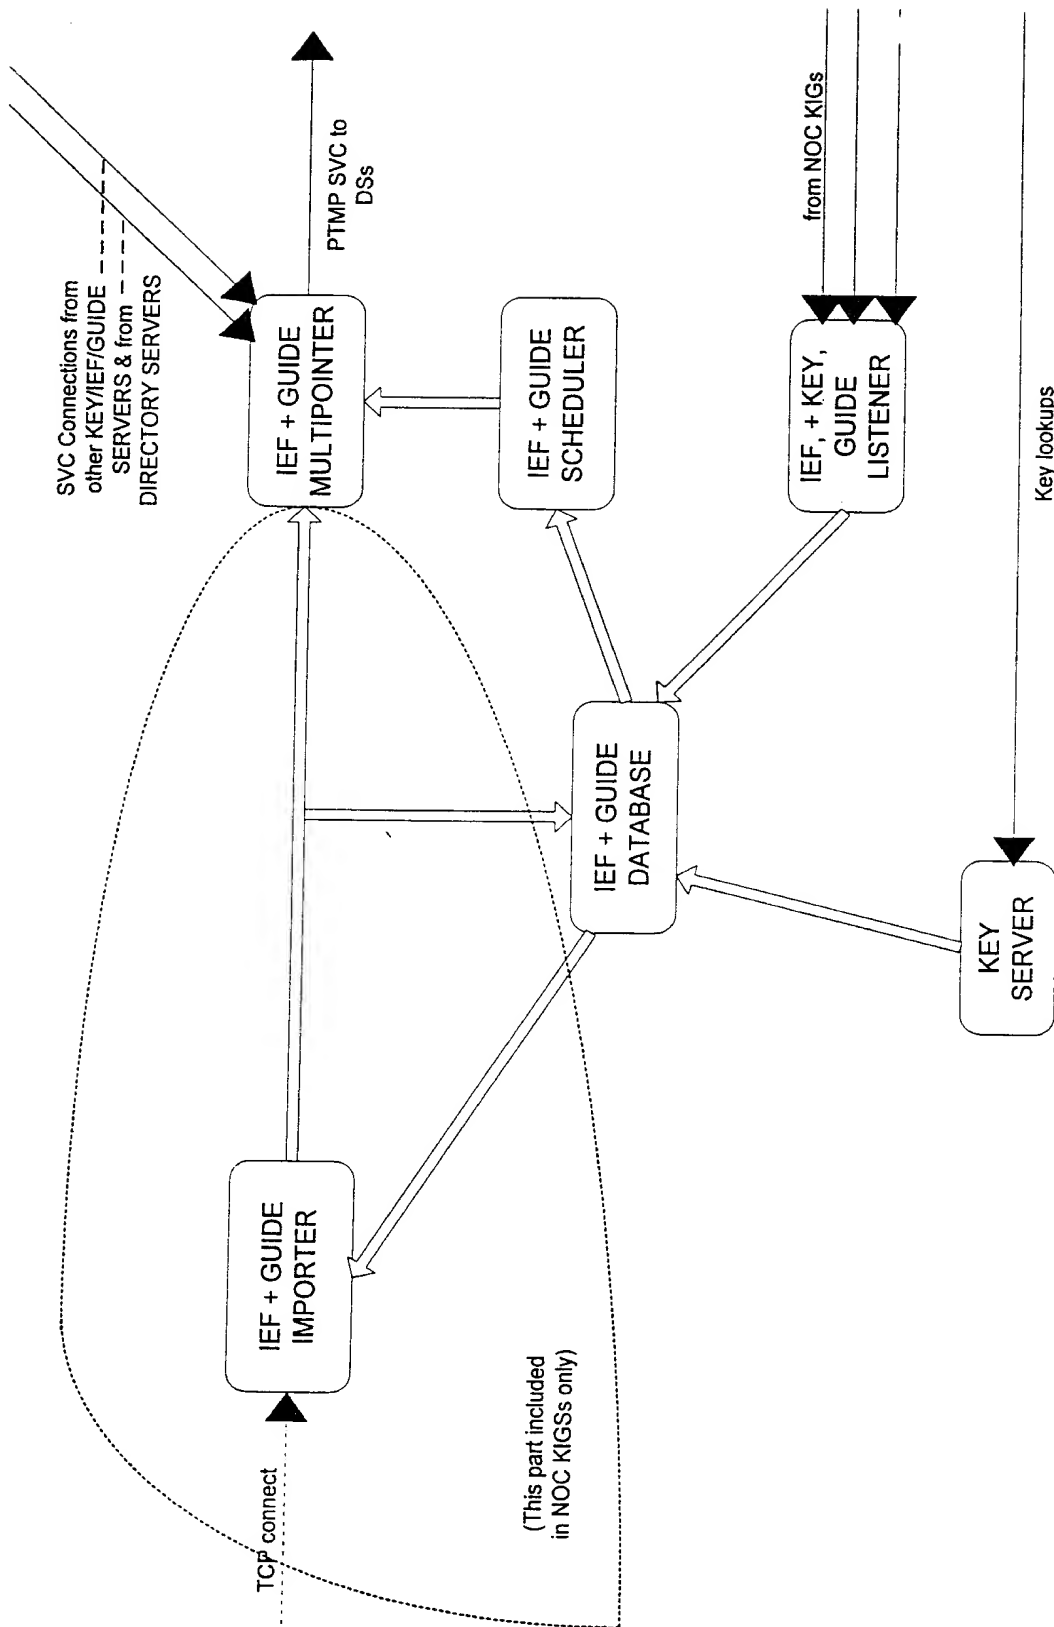 SVC Connections from
other KEY/IEF/GUIDE
SERVERS & from
DIRECTORY SERVERS
PTMP SVC to
DSs
IEF + GUIDE
MULTIPOINTER
IEF + GUIDE
SCHEDULER
from NOC KIGs
IEF, + KEY,
GUIDE
LISTENER
IEF + GUIDE
DATABASE
Key lookups
KEY
SERVER
IEF + GUIDE
IMPORTER
TCP connect
(This part included
in NOC KIGSs only)